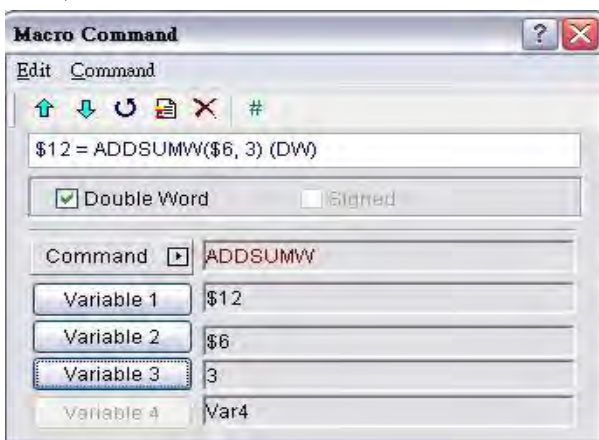 Macro Command
?
Edit Command
#
$12 = ADDSUMW($6, 3) (DW)
Double Word Signed
Command ADDSUMW
Variable 1 $12
Variable 2 $6
Variable 3 3
Variable 4 Var4